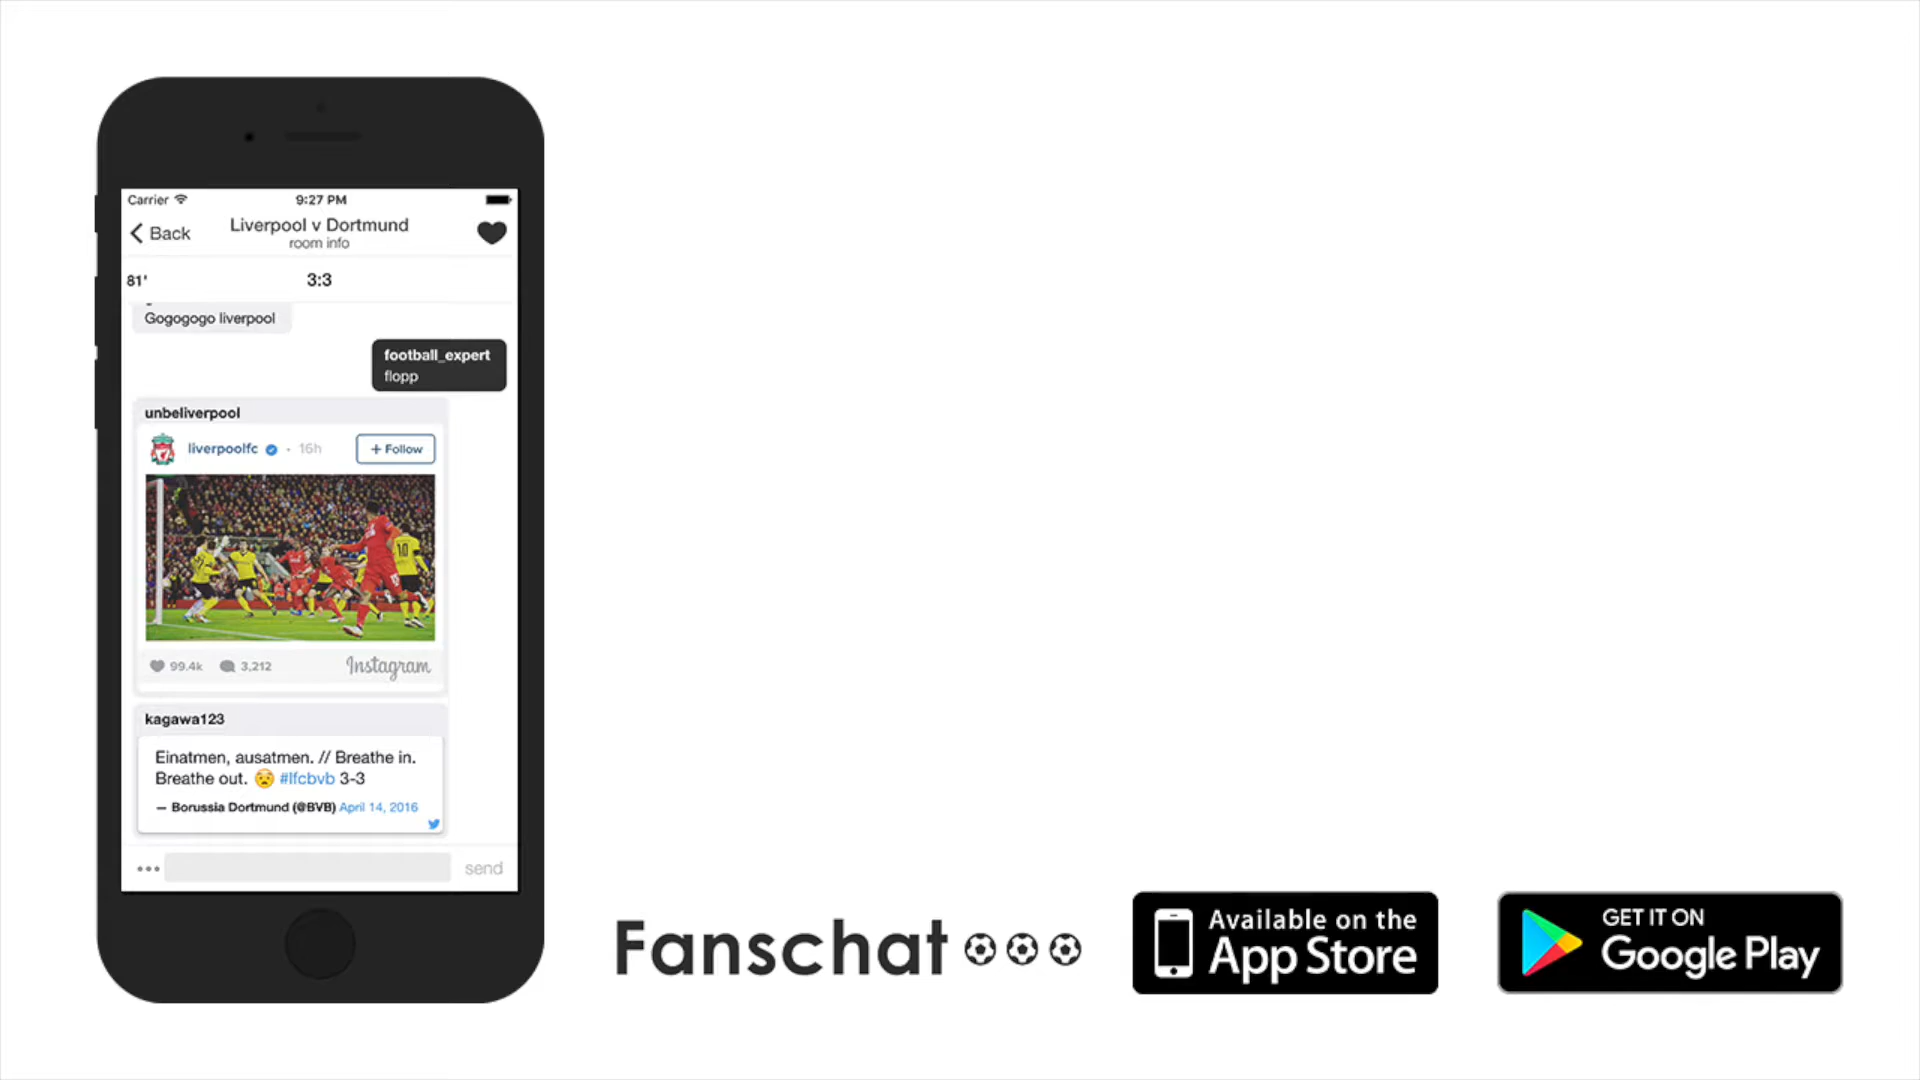 Carrier
9:27 PM
Back
Liverpool v Dortmund
room info
81'
3:3
Gogogogo liverpool
football_expert
flopp
unbeliverpool
liverpoolfc · 16h
+ Follow
10
99.4k 3,212
Instagram
kagawa123
Einatmen, ausatmen. // Breathe in.
Breathe out. 😟 #lfcbvb 3-3
— Borussia Dortmund (@BVB) April 14, 2016
••• send
Fanschat
Available on the
App Store
GET IT ON
Google Play